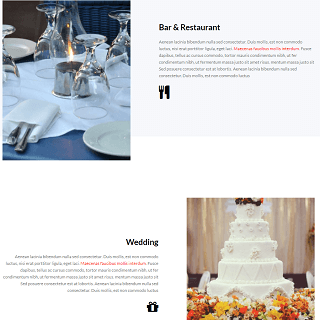 Bar & Restaurant
Aenean lacinia bibendum nulla sed consectetur. Duis mollis, est non commodo
luctus, nisi erat porttitor ligula, eget laci. Maecenas faucibus mollis interdum. Fusce
dapibus, tellus ac cursus commodo, tortor mauris condimentum nibh, ut fer
condimentum nibh, ut fermentum massa justo sit amet risus. mentum massa justo sit
Sed posuere consectetur est at lobortis. Aenean lacinia bibendum nulla sed
consectetur. Duis mollis, est non commodo luctus
Wedding
Aenean lacinia bibendum nulla sed consectetur. Duis mollis, est non commodo
luctus, nisi erat porttitor ligula, eget laci. Maecenas faucibus mollis interdum. Fusce
dapibus, tellus ac cursus commodo, tortor mauris condimentum nibh, ut fer
condimentum nibh, ut fermentum massa justo sit amet risus. mentum massa justo sit
Sed posuere consectetur est at lobortis. Aenean lacinia bibendum nulla sed
consectetur. Duis mollis, est non commodo luctus